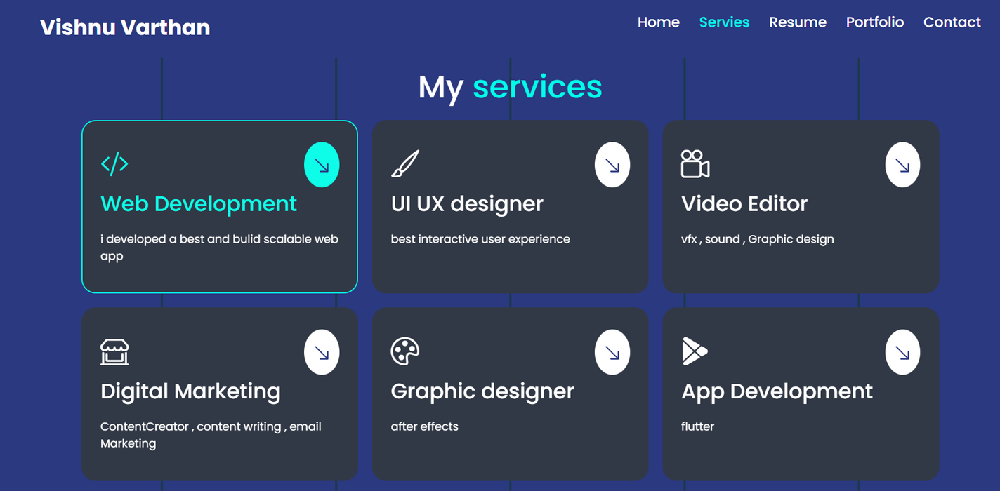 Vishnu Varthan
Home Servies Resume Portfolio Contact
My services
Web Development
i developed a best and bulid scalable web
app
UI UX designer
best interactive user experience
Video Editor
vfx , sound , Graphic design
Digital Marketing
ContentCreator , content writing , email
Marketing
Graphic designer
after effects
App Development
flutter